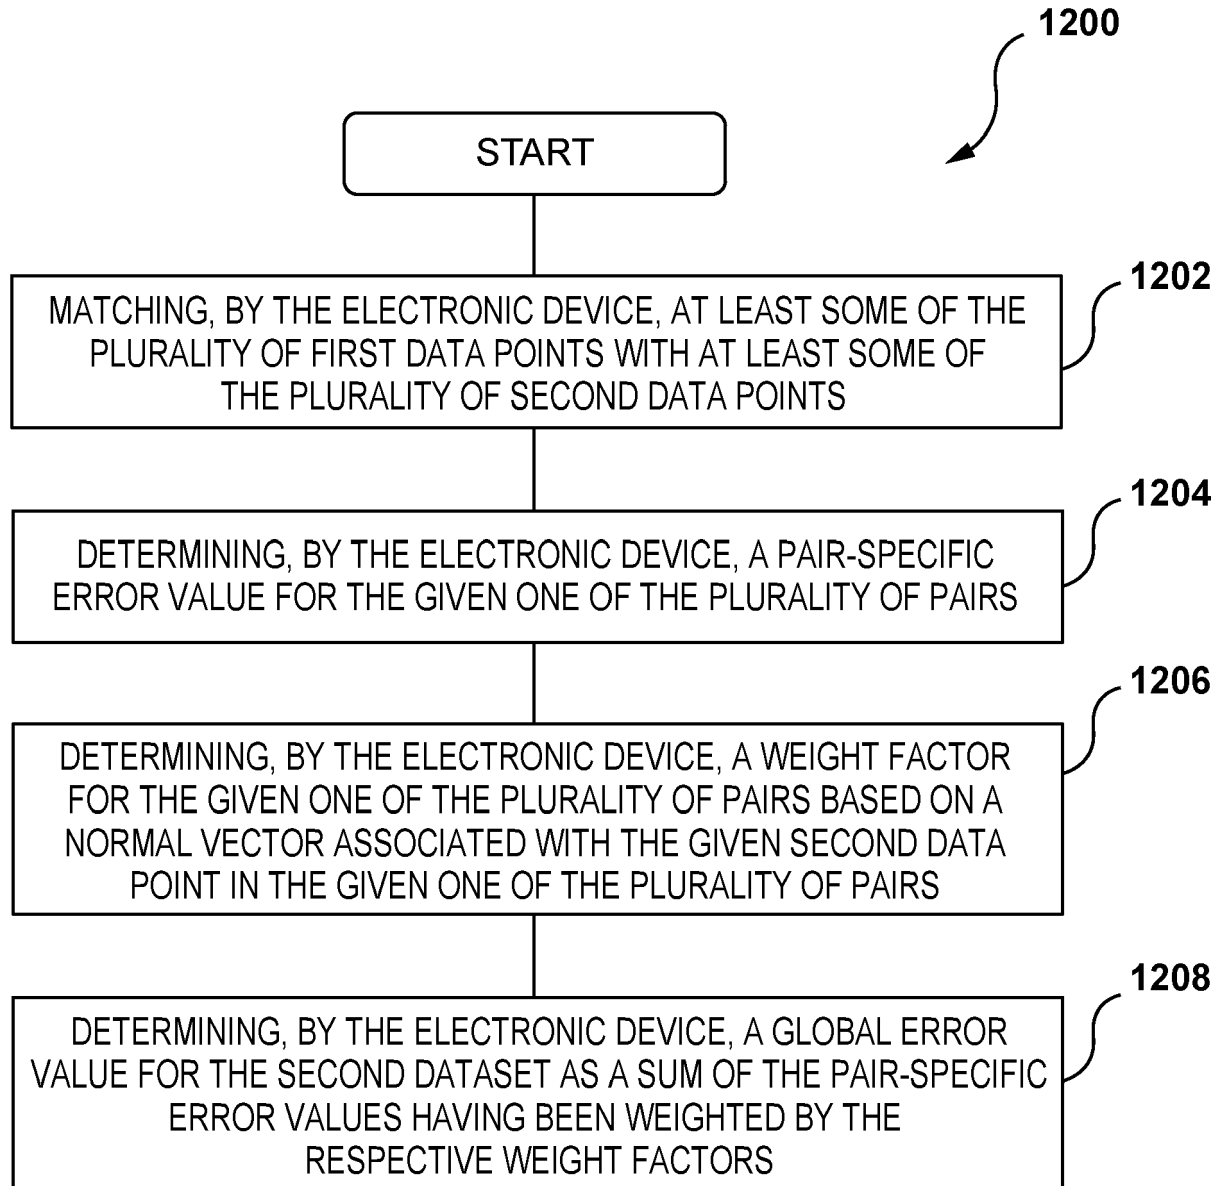 1200
START
1202
MATCHING, BY THE ELECTRONIC DEVICE, AT LEAST SOME OF THE
PLURALITY OF FIRST DATA POINTS WITH AT LEAST SOME OF
THE PLURALITY OF SECOND DATA POINTS
1204
DETERMINING, BY THE ELECTRONIC DEVICE, A PAIR-SPECIFIC
ERROR VALUE FOR THE GIVEN ONE OF THE PLURALITY OF PAIRS
1206
DETERMINING, BY THE ELECTRONIC DEVICE, A WEIGHT FACTOR
FOR THE GIVEN ONE OF THE PLURALITY OF PAIRS BASED ON A
NORMAL VECTOR ASSOCIATED WITH THE GIVEN SECOND DATA
POINT IN THE GIVEN ONE OF THE PLURALITY OF PAIRS
1208
DETERMINING, BY THE ELECTRONIC DEVICE, A GLOBAL ERROR
VALUE FOR THE SECOND DATASET AS A SUM OF THE PAIR-SPECIFIC
ERROR VALUES HAVING BEEN WEIGHTED BY THE
RESPECTIVE WEIGHT FACTORS